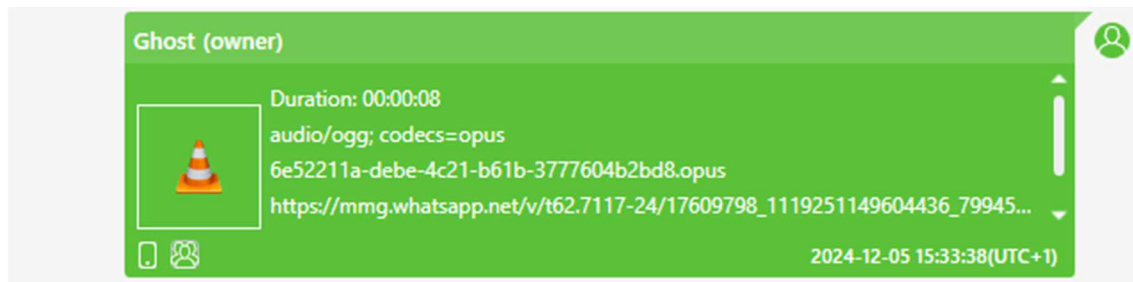 Ghost (owner)
Duration: 00:00:08
audio/ogg; codecs=opus
6e52211a-debe-4c21-b61b-3777604b2bd8.opus
https://mmg.whatsapp.net/v/t62.7117-24/17609798_1119251149604436_79945...
2024-12-05 15:33:38(UTC+1)